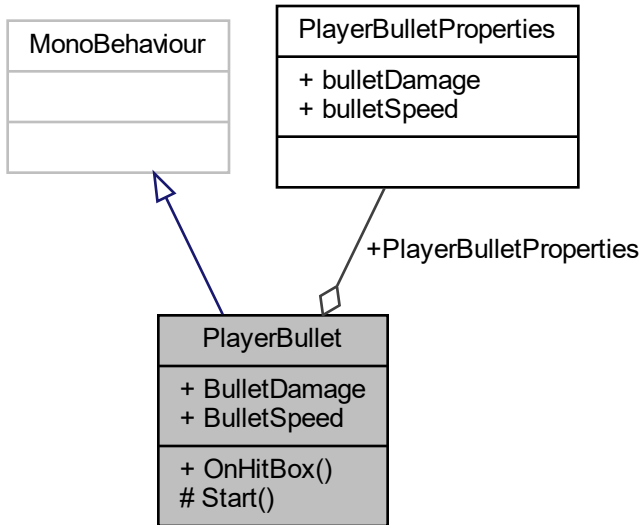 MonoBehaviour
PlayerBulletProperties
+ bulletDamage
+ bulletSpeed
+PlayerBulletProperties
PlayerBullet
+ BulletDamage
+ BulletSpeed
+ OnHitBox()
# Start()